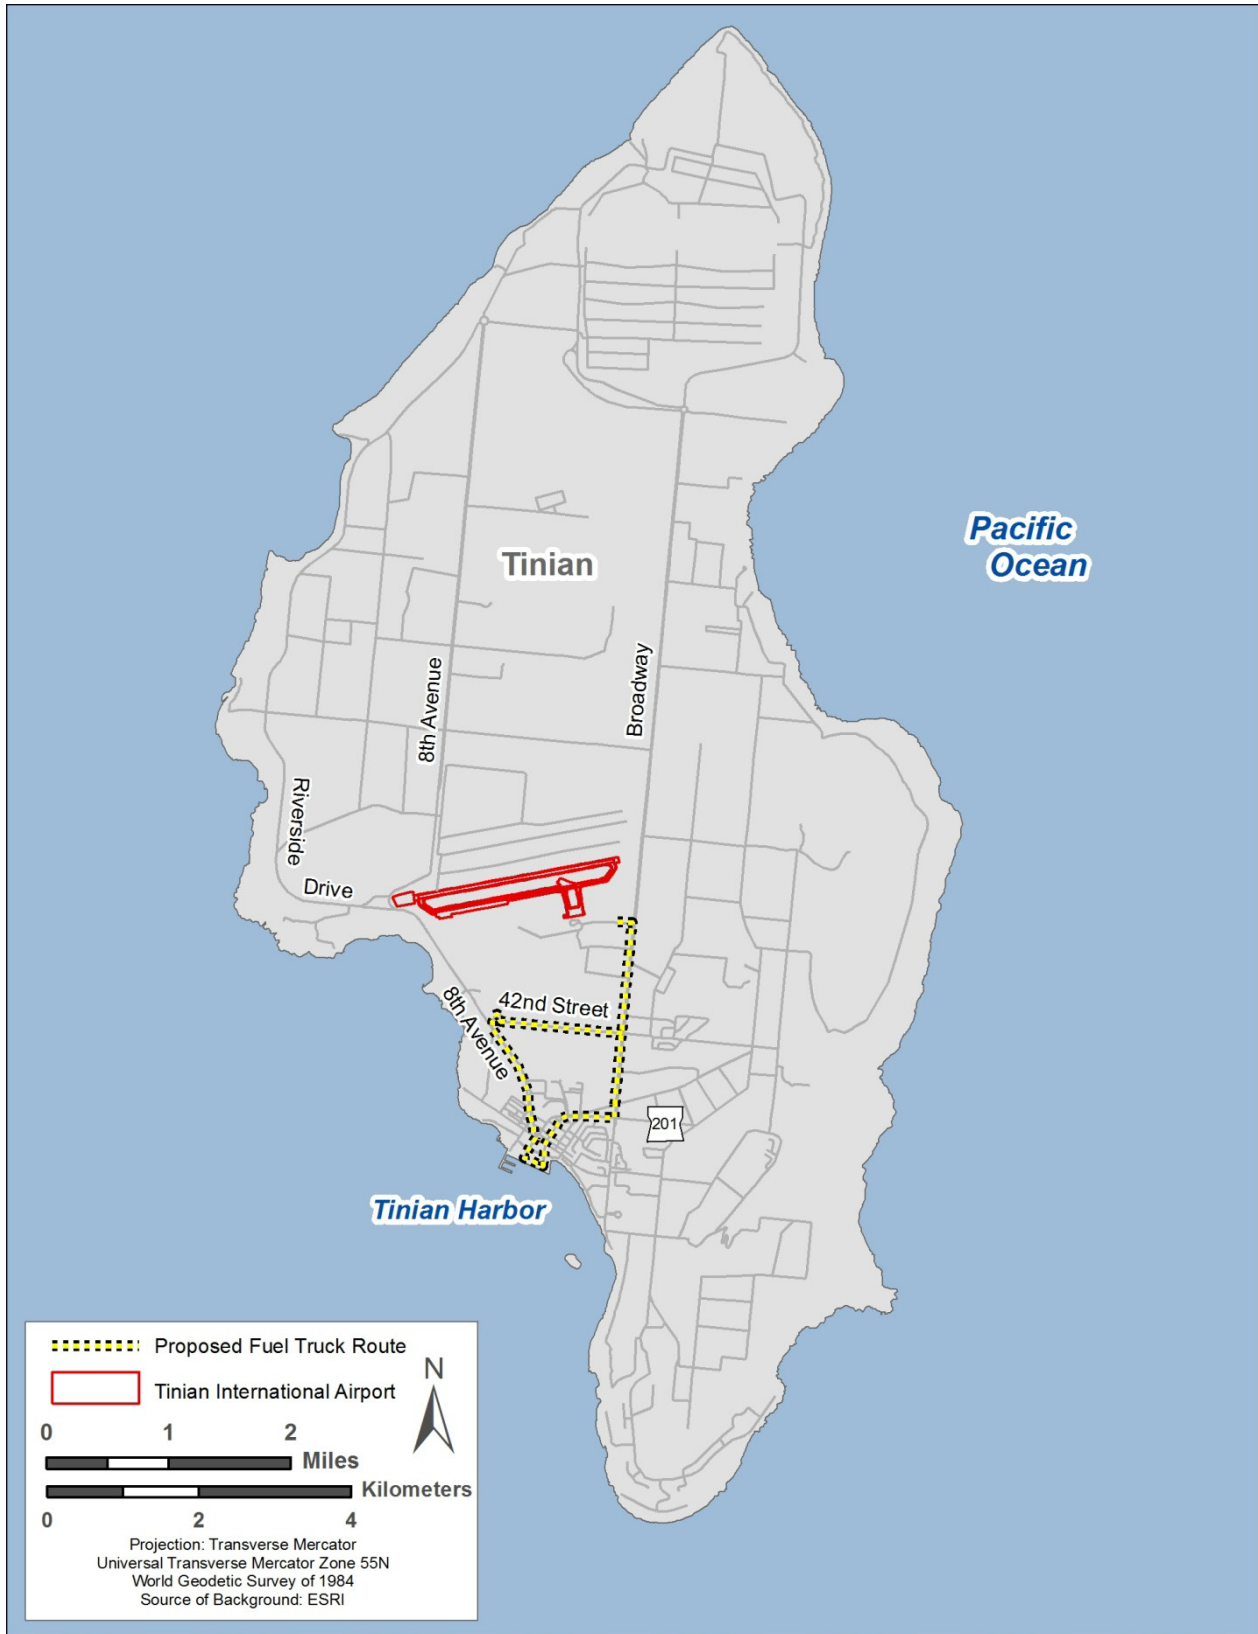 Pacific
Ocean
Tinian
8th Avenue
Broadway
Riverside
Drive
42nd Street
8th Avenue
201
Tinian Harbor
Proposed Fuel Truck Route
Tinian International Airport
N
0 1 2
Miles
Kilometers
0 2 4
Projection: Transverse Mercator
Universal Transverse Mercator Zone 55N
World Geodetic Survey of 1984
Source of Background: ESRI